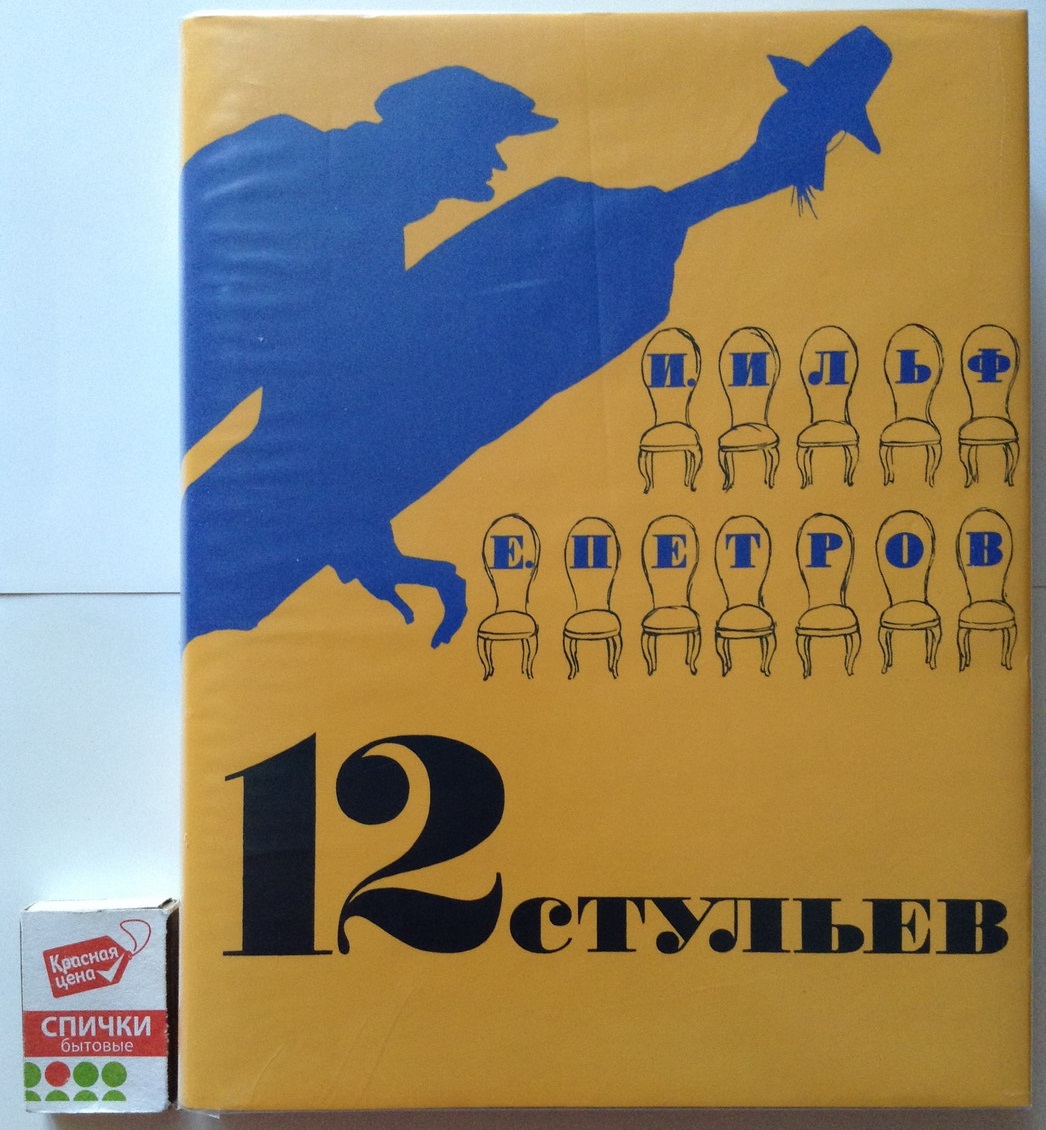 И. ИЛЬФ
Е. ПЕТРОВ
12 СТУЛЬЕВ
Красная
цена
СПИЧКИ
бытовые